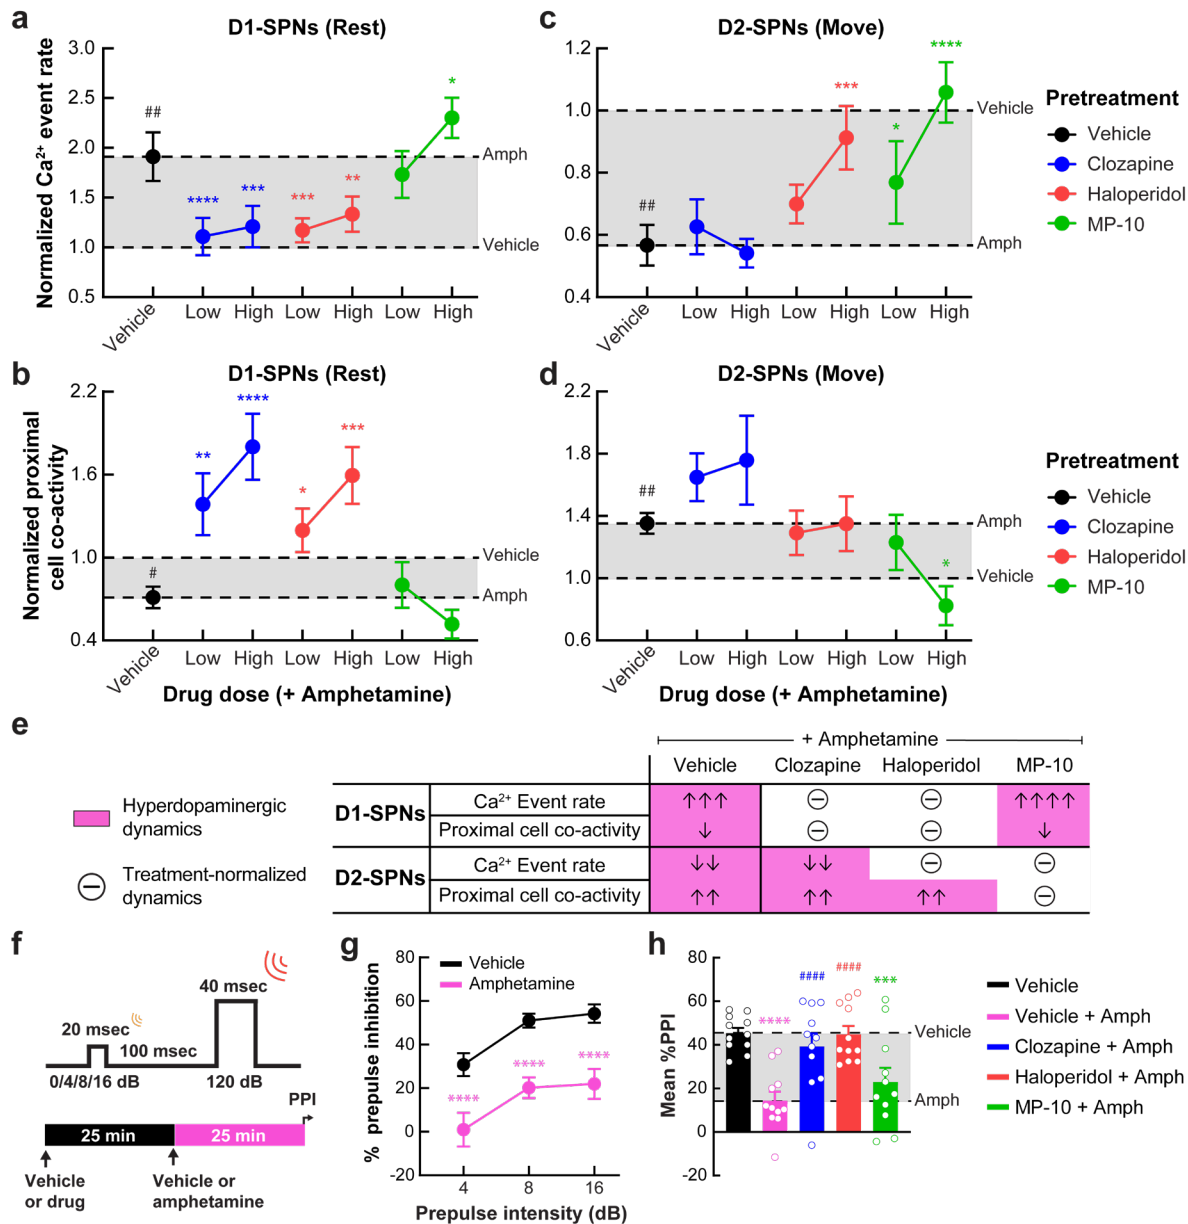 a
D1-SPNs (Rest)
Normalized Ca²⁺ event rate
3.0
2.5
2.0
1.5
1.0
0.5
##
****
***
***
**
*
Amph
Vehicle
Vehicle
Low
High
Low
High
Low
High
c
D2-SPNs (Move)
1.2
1.0
0.8
0.6
0.4
##
***
*
****
Vehicle
Amph
Vehicle
Low
High
Low
High
Low
High
Pretreatment
Vehicle
Clozapine
Haloperidol
MP-10
b
D1-SPNs (Rest)
Normalized proximal
cell co-activity
2.2
1.6
1.0
0.4
#
**
****
*
***
Vehicle
Amph
Vehicle
Low
High
Low
High
Low
High
Drug dose (+ Amphetamine)
d
D2-SPNs (Move)
2.2
1.8
1.4
1.0
0.6
##
*
Amph
Vehicle
Vehicle
Low
High
Low
High
Low
High
Drug dose (+ Amphetamine)
Pretreatment
Vehicle
Clozapine
Haloperidol
MP-10
e
Hyperdopaminergic
dynamics
Treatment-normalized
dynamics
+ Amphetamine
Vehicle Clozapine Haloperidol MP-10
D1-SPNs
Ca²⁺ Event rate ↑↑↑ ⊖ ⊖ ↑↑↑↑
Proximal cell co-activity ↓ ⊖ ⊖ ↓
D2-SPNs
Ca²⁺ Event rate ↓↓ ↓↓ ⊖ ⊖
Proximal cell co-activity ↑↑ ↑↑ ↑↑ ⊖
f
40 msec
20 msec
100 msec
0/4/8/16 dB
120 dB
PPI
25 min
25 min
Vehicle
or drug
Vehicle or
amphetamine
g
% prepulse inhibition
80
60
40
20
0
-20
Vehicle
Amphetamine
****
****
****
4
8
16
Prepulse intensity (dB)
h
Mean %PPI
80
60
40
20
0
-20
****
####
####
***
Vehicle
Amph
Vehicle
Vehicle + Amph
Clozapine + Amph
Haloperidol + Amph
MP-10 + Amph